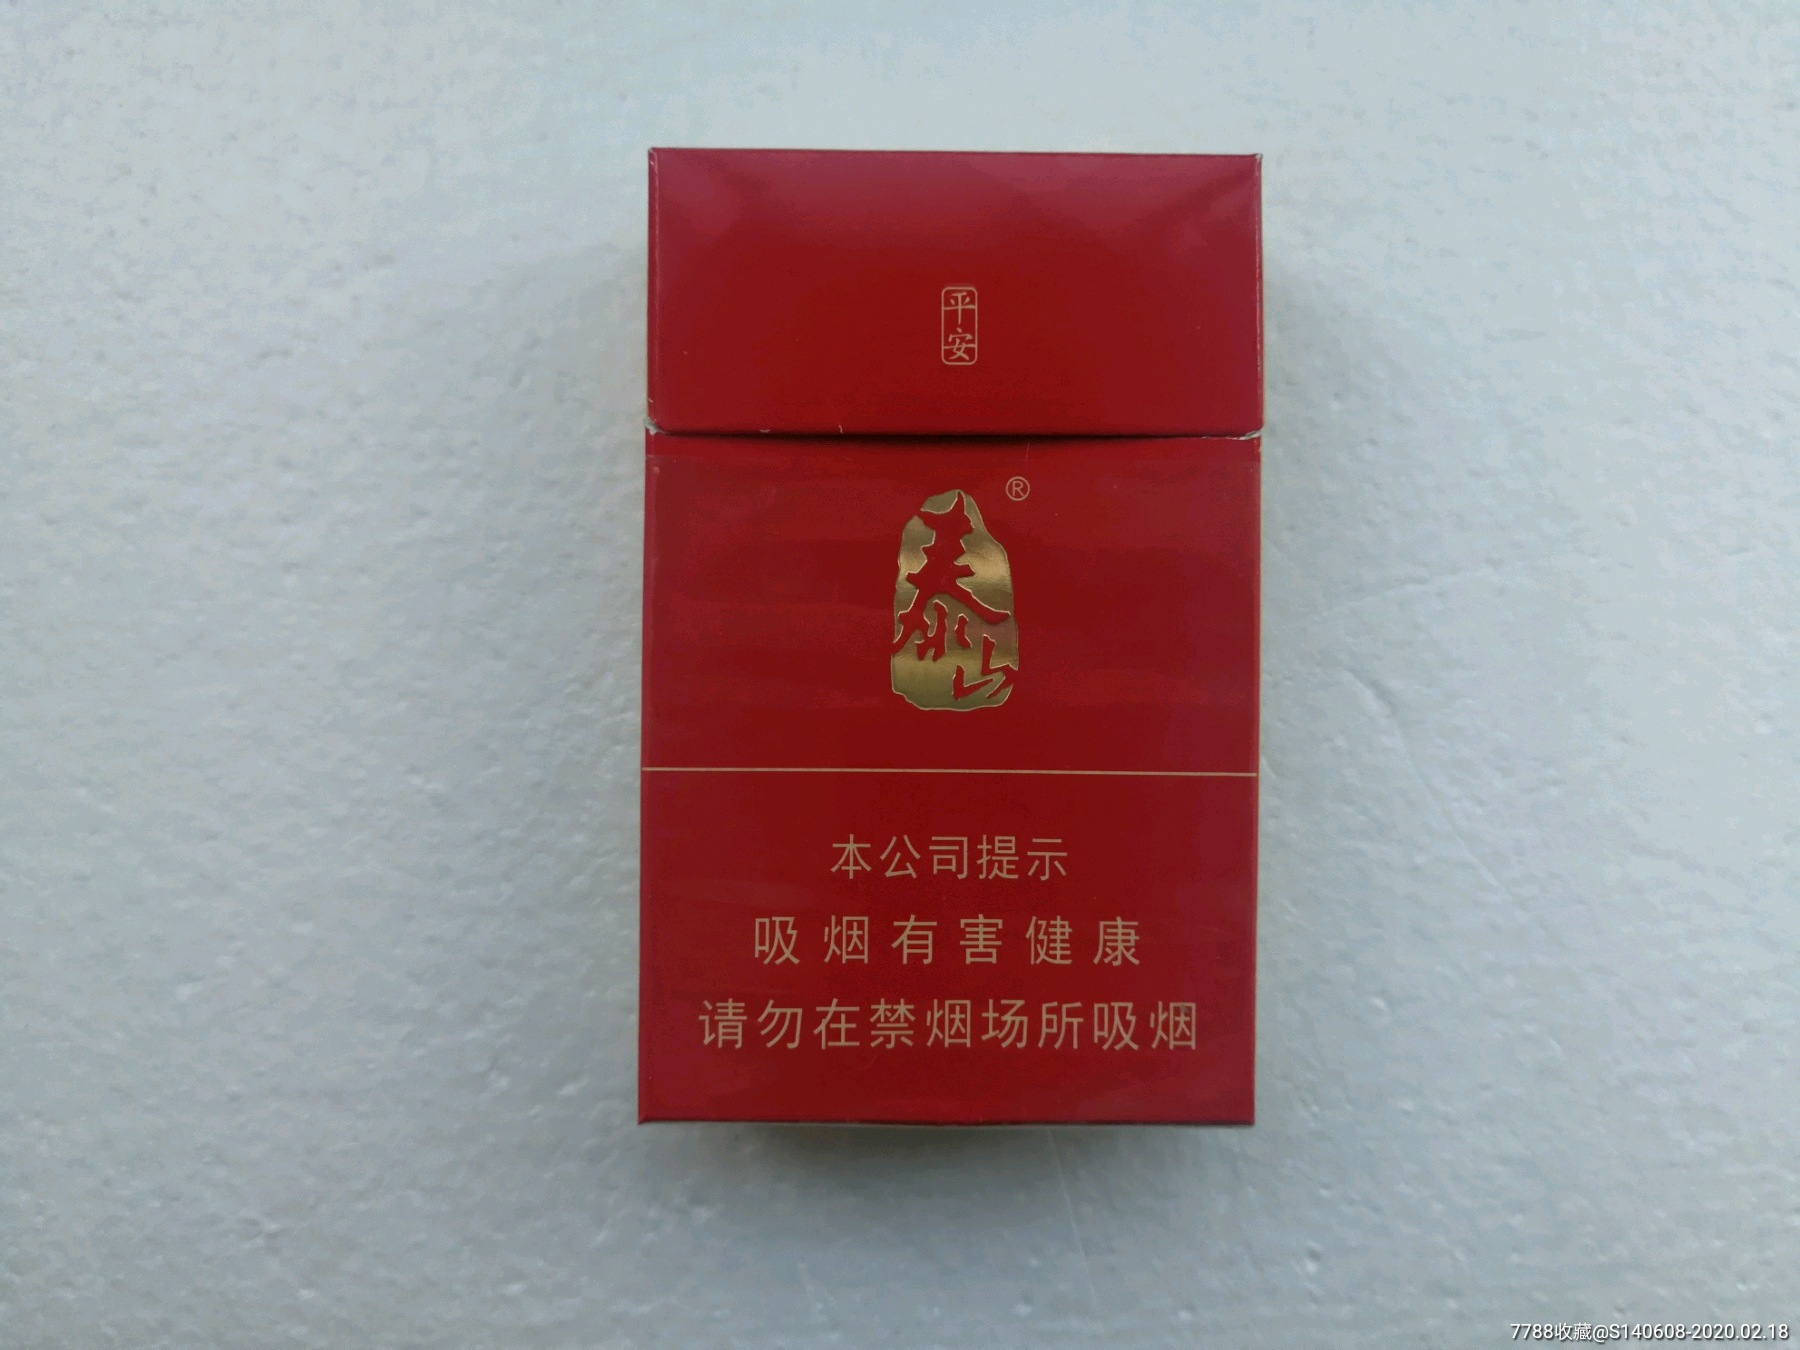 平安
泰山®
本公司提示
吸烟有害健康
请勿在禁烟场所吸烟
7788收藏@S140608-2020.02.18